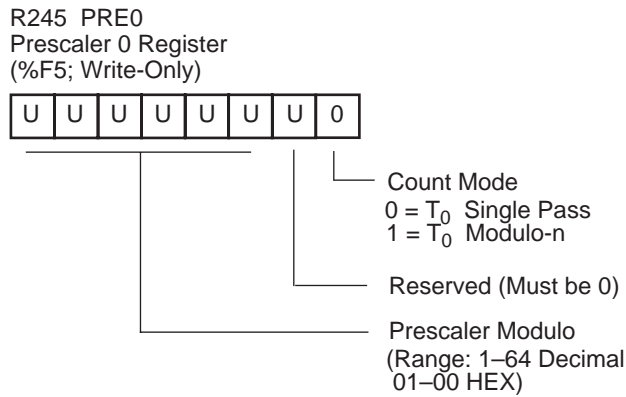 R245 PRE0
Prescaler 0 Register
(%F5; Write-Only)
U U U U U U U 0
Count Mode
0 = T0 Single Pass
1 = T0 Modulo-n
Reserved (Must be 0)
Prescaler Modulo
(Range: 1–64 Decimal
01–00 HEX)